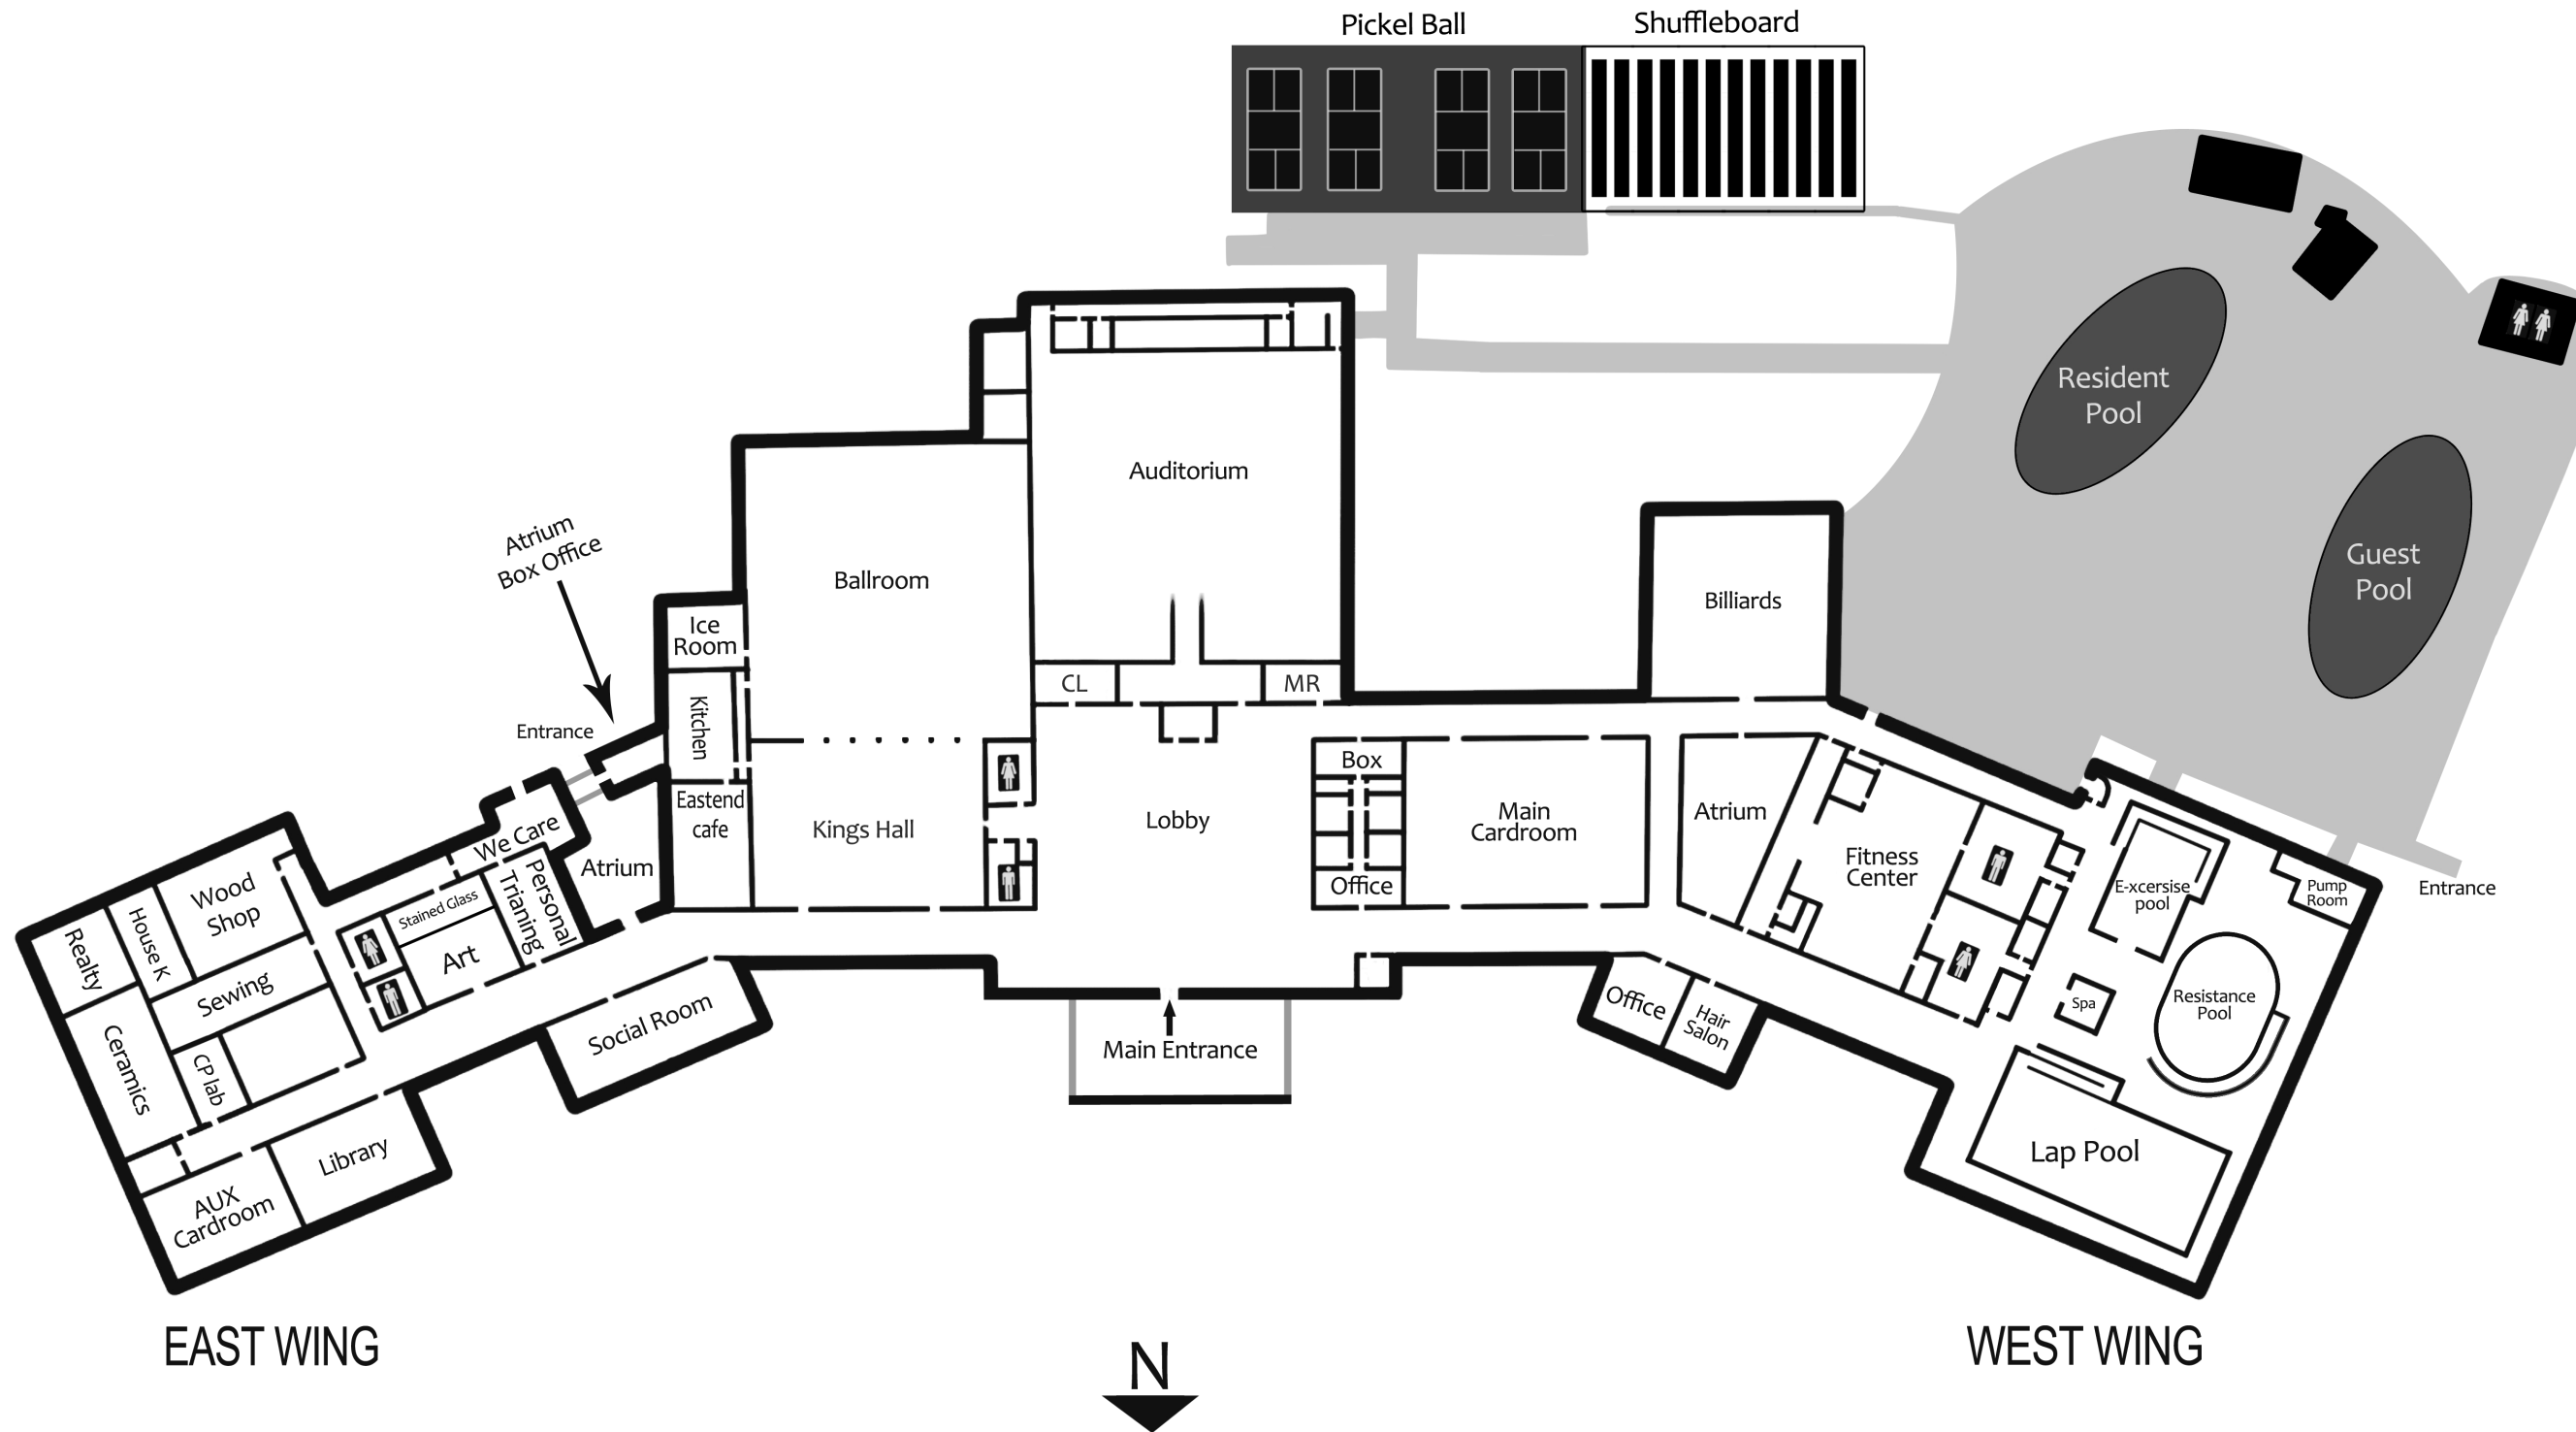 Pickel Ball
Shuffleboard
Resident
Pool
Guest
Pool
Auditorium
Atrium
Box Office
Ballroom
Billiards
Ice
Room
CL
MR
Kitchen
Entrance
Box
Eastend
cafe
Kings Hall
Lobby
Main
Cardroom
Atrium
We Care
Atrium
Personal
Trianing
Fitness
Center
Office
E-xcersise
pool
Pump
Room
Entrance
Wood
Shop
Stained Glass
House K
Realty
Art
Sewing
Social Room
Office
Hair
Salon
Spa
Resistance
Pool
Main Entrance
Ceramics
CP lab
Library
Lap Pool
AUX
Cardroom
EAST WING
WEST WING
N